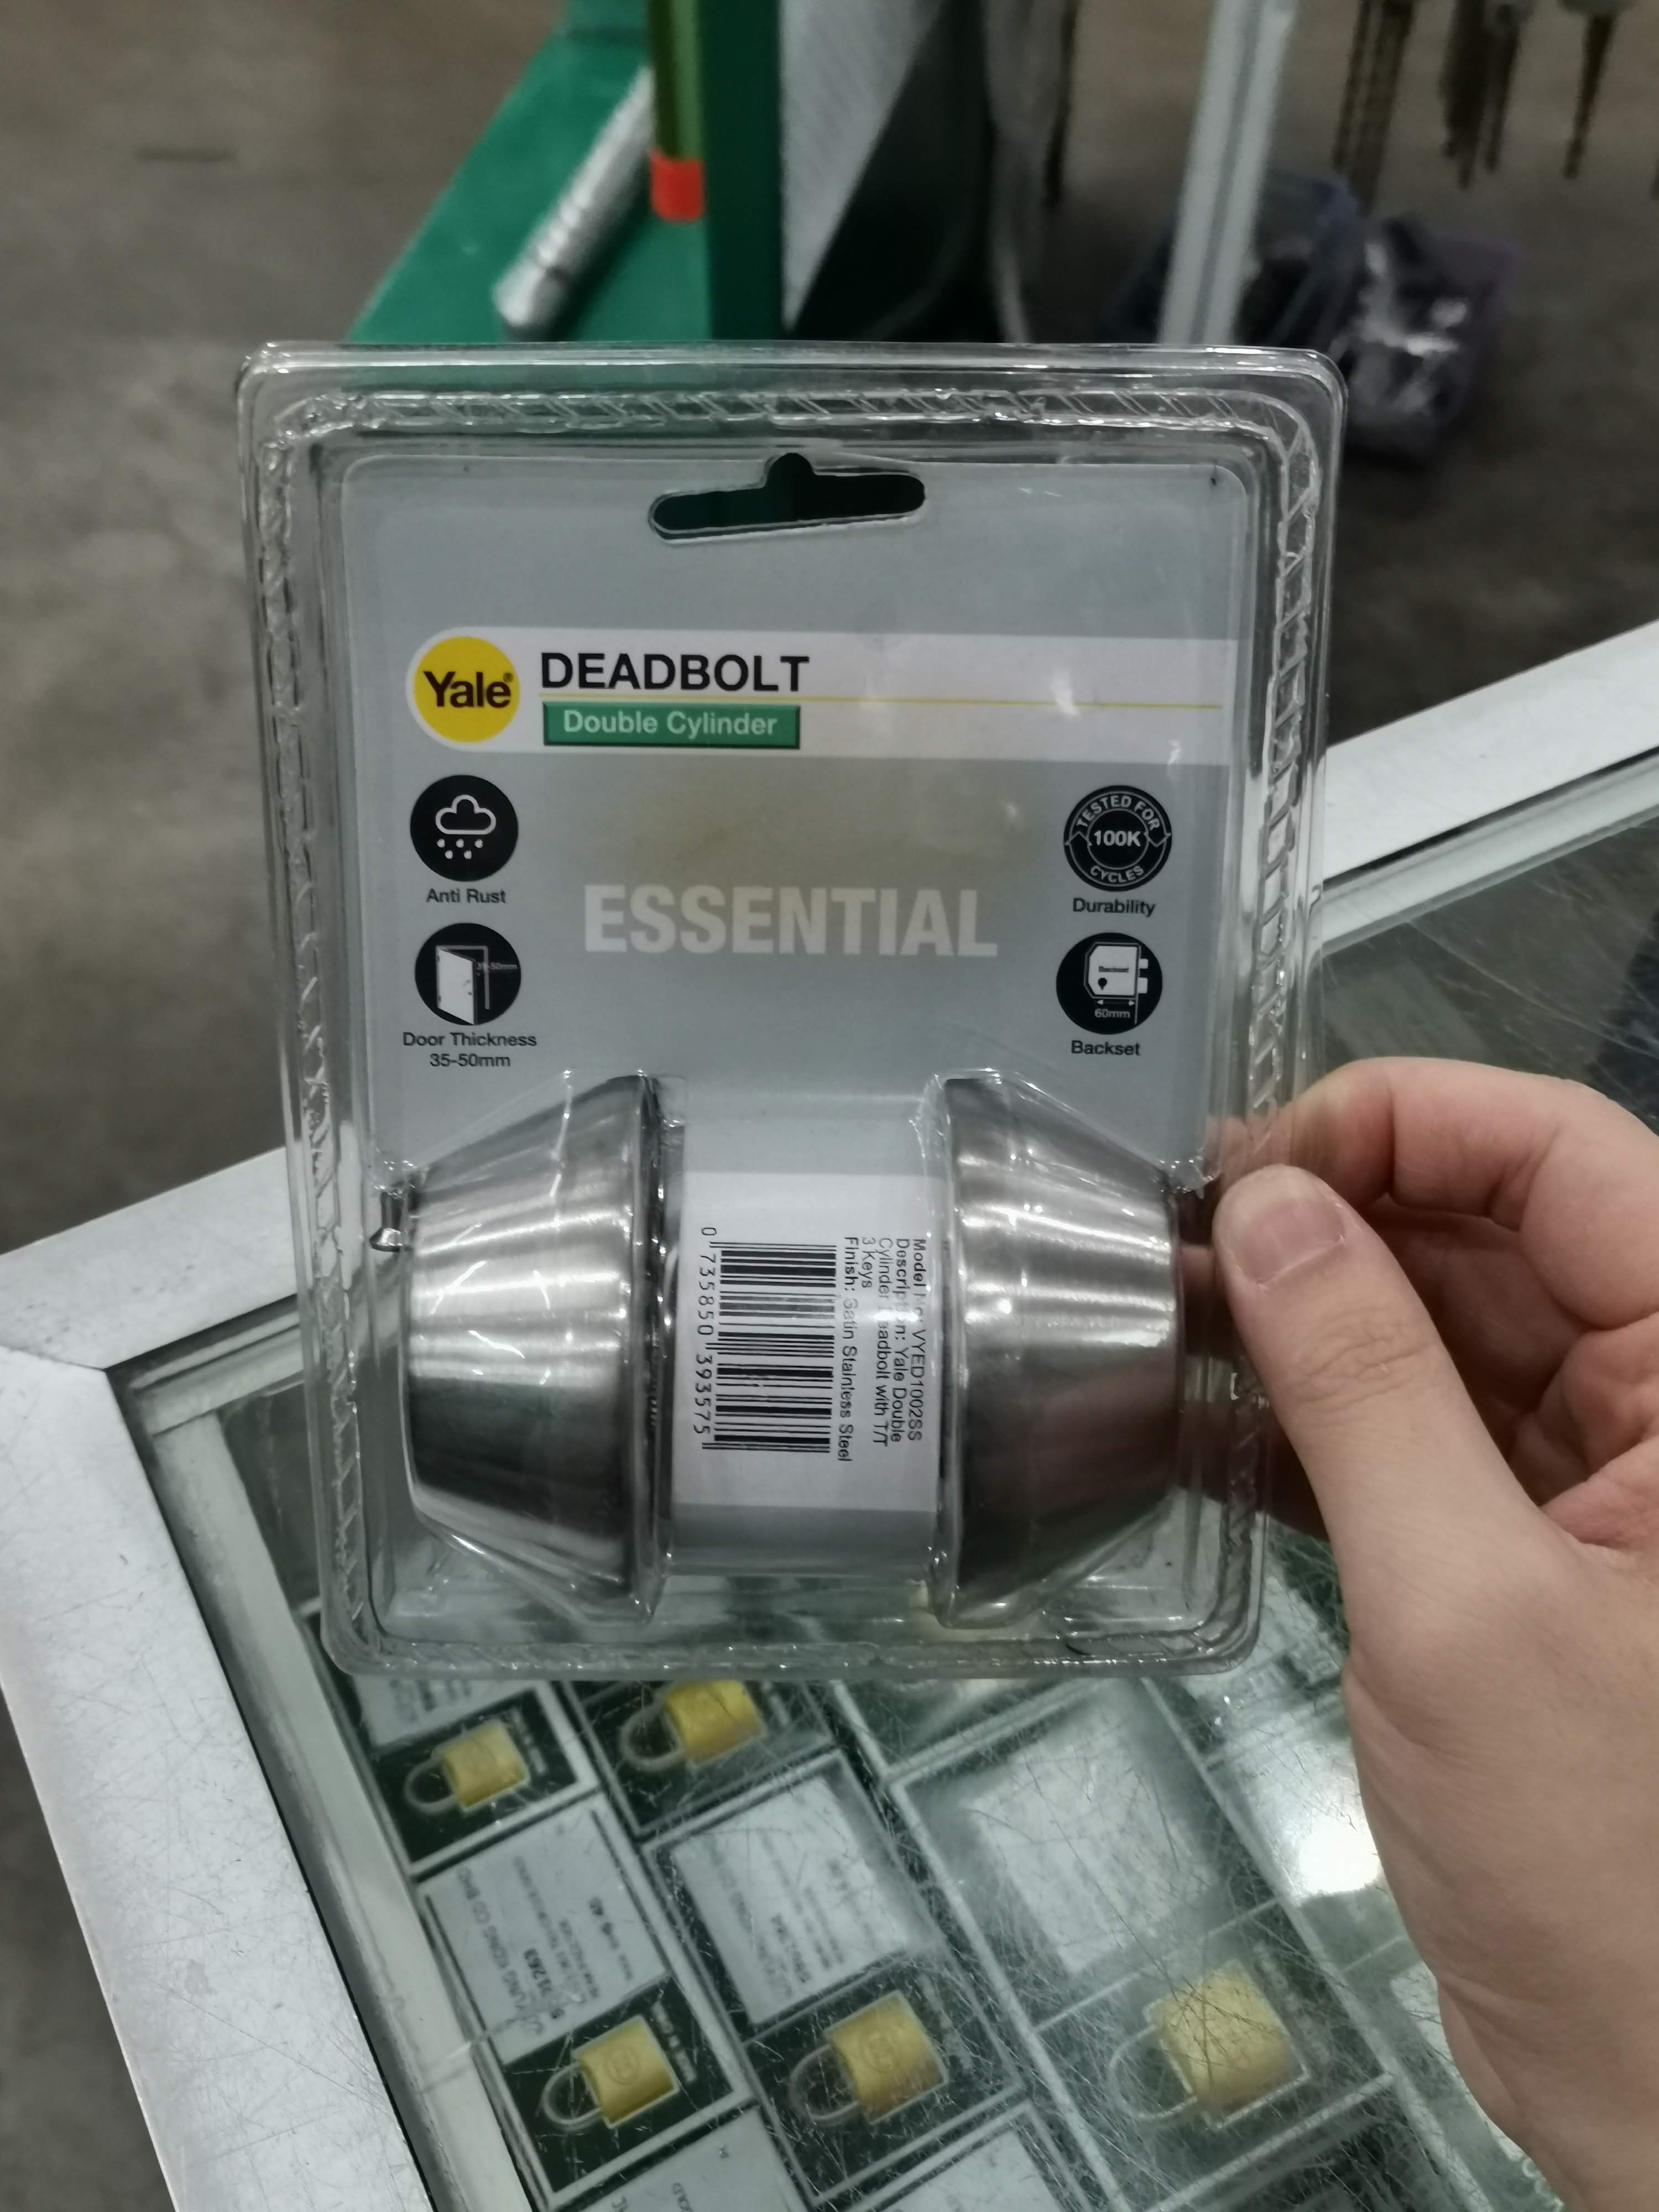 Yale®
DEADBOLT
Double Cylinder
Anti Rust
TESTED FOR
100K
CYCLES
Durability
ESSENTIAL
35-50mm
Door Thickness
35-50mm
Backset
60mm
Backset
Model No: VYED1002SS
Description: Yale Double
Cylinder Deadbolt with T/T
3 Keys
Finish: Satin Stainless Steel
0 735850 393575